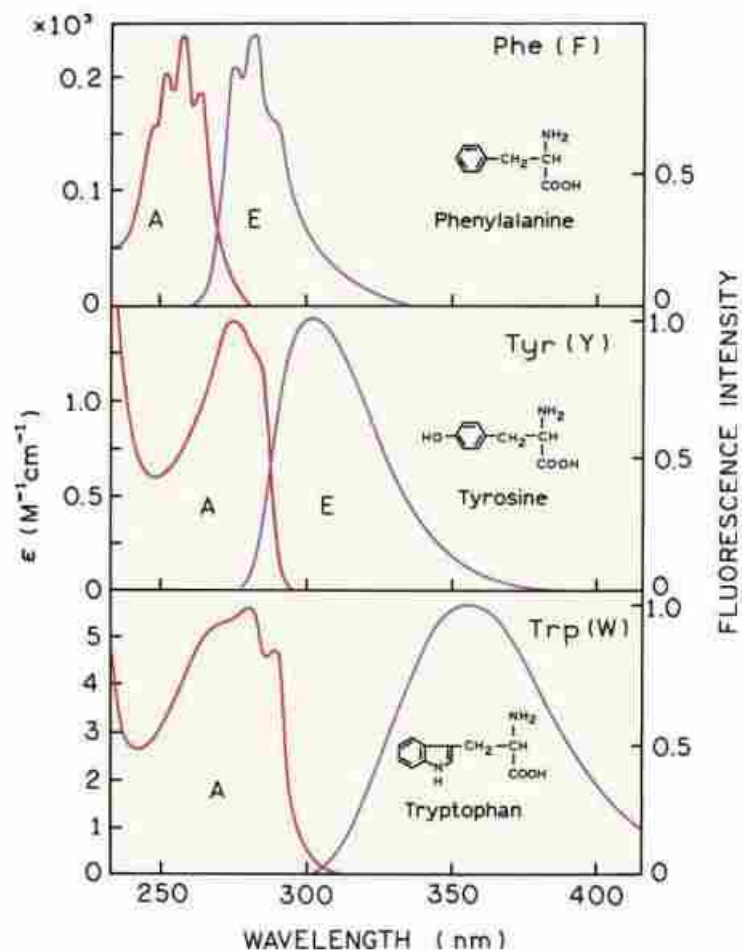 ×10³
Phe (F)
0.2
0.1
0
0.5
0
A
E
NH₂
CH₂-CH
COOH
Phenylalanine
Tyr (Y)
1.0
0.5
0
1.0
0.5
0
A
E
NH₂
HO
CH₂-CH
COOH
Tyrosine
Trp (W)
5
4
3
2
1
0
1.0
0.5
0
A
NH₂
CH₂-CH
COOH
N
H
Tryptophan
250
300
350
400
WAVELENGTH (nm)
ε (M⁻¹cm⁻¹)
FLUORESCENCE INTENSITY